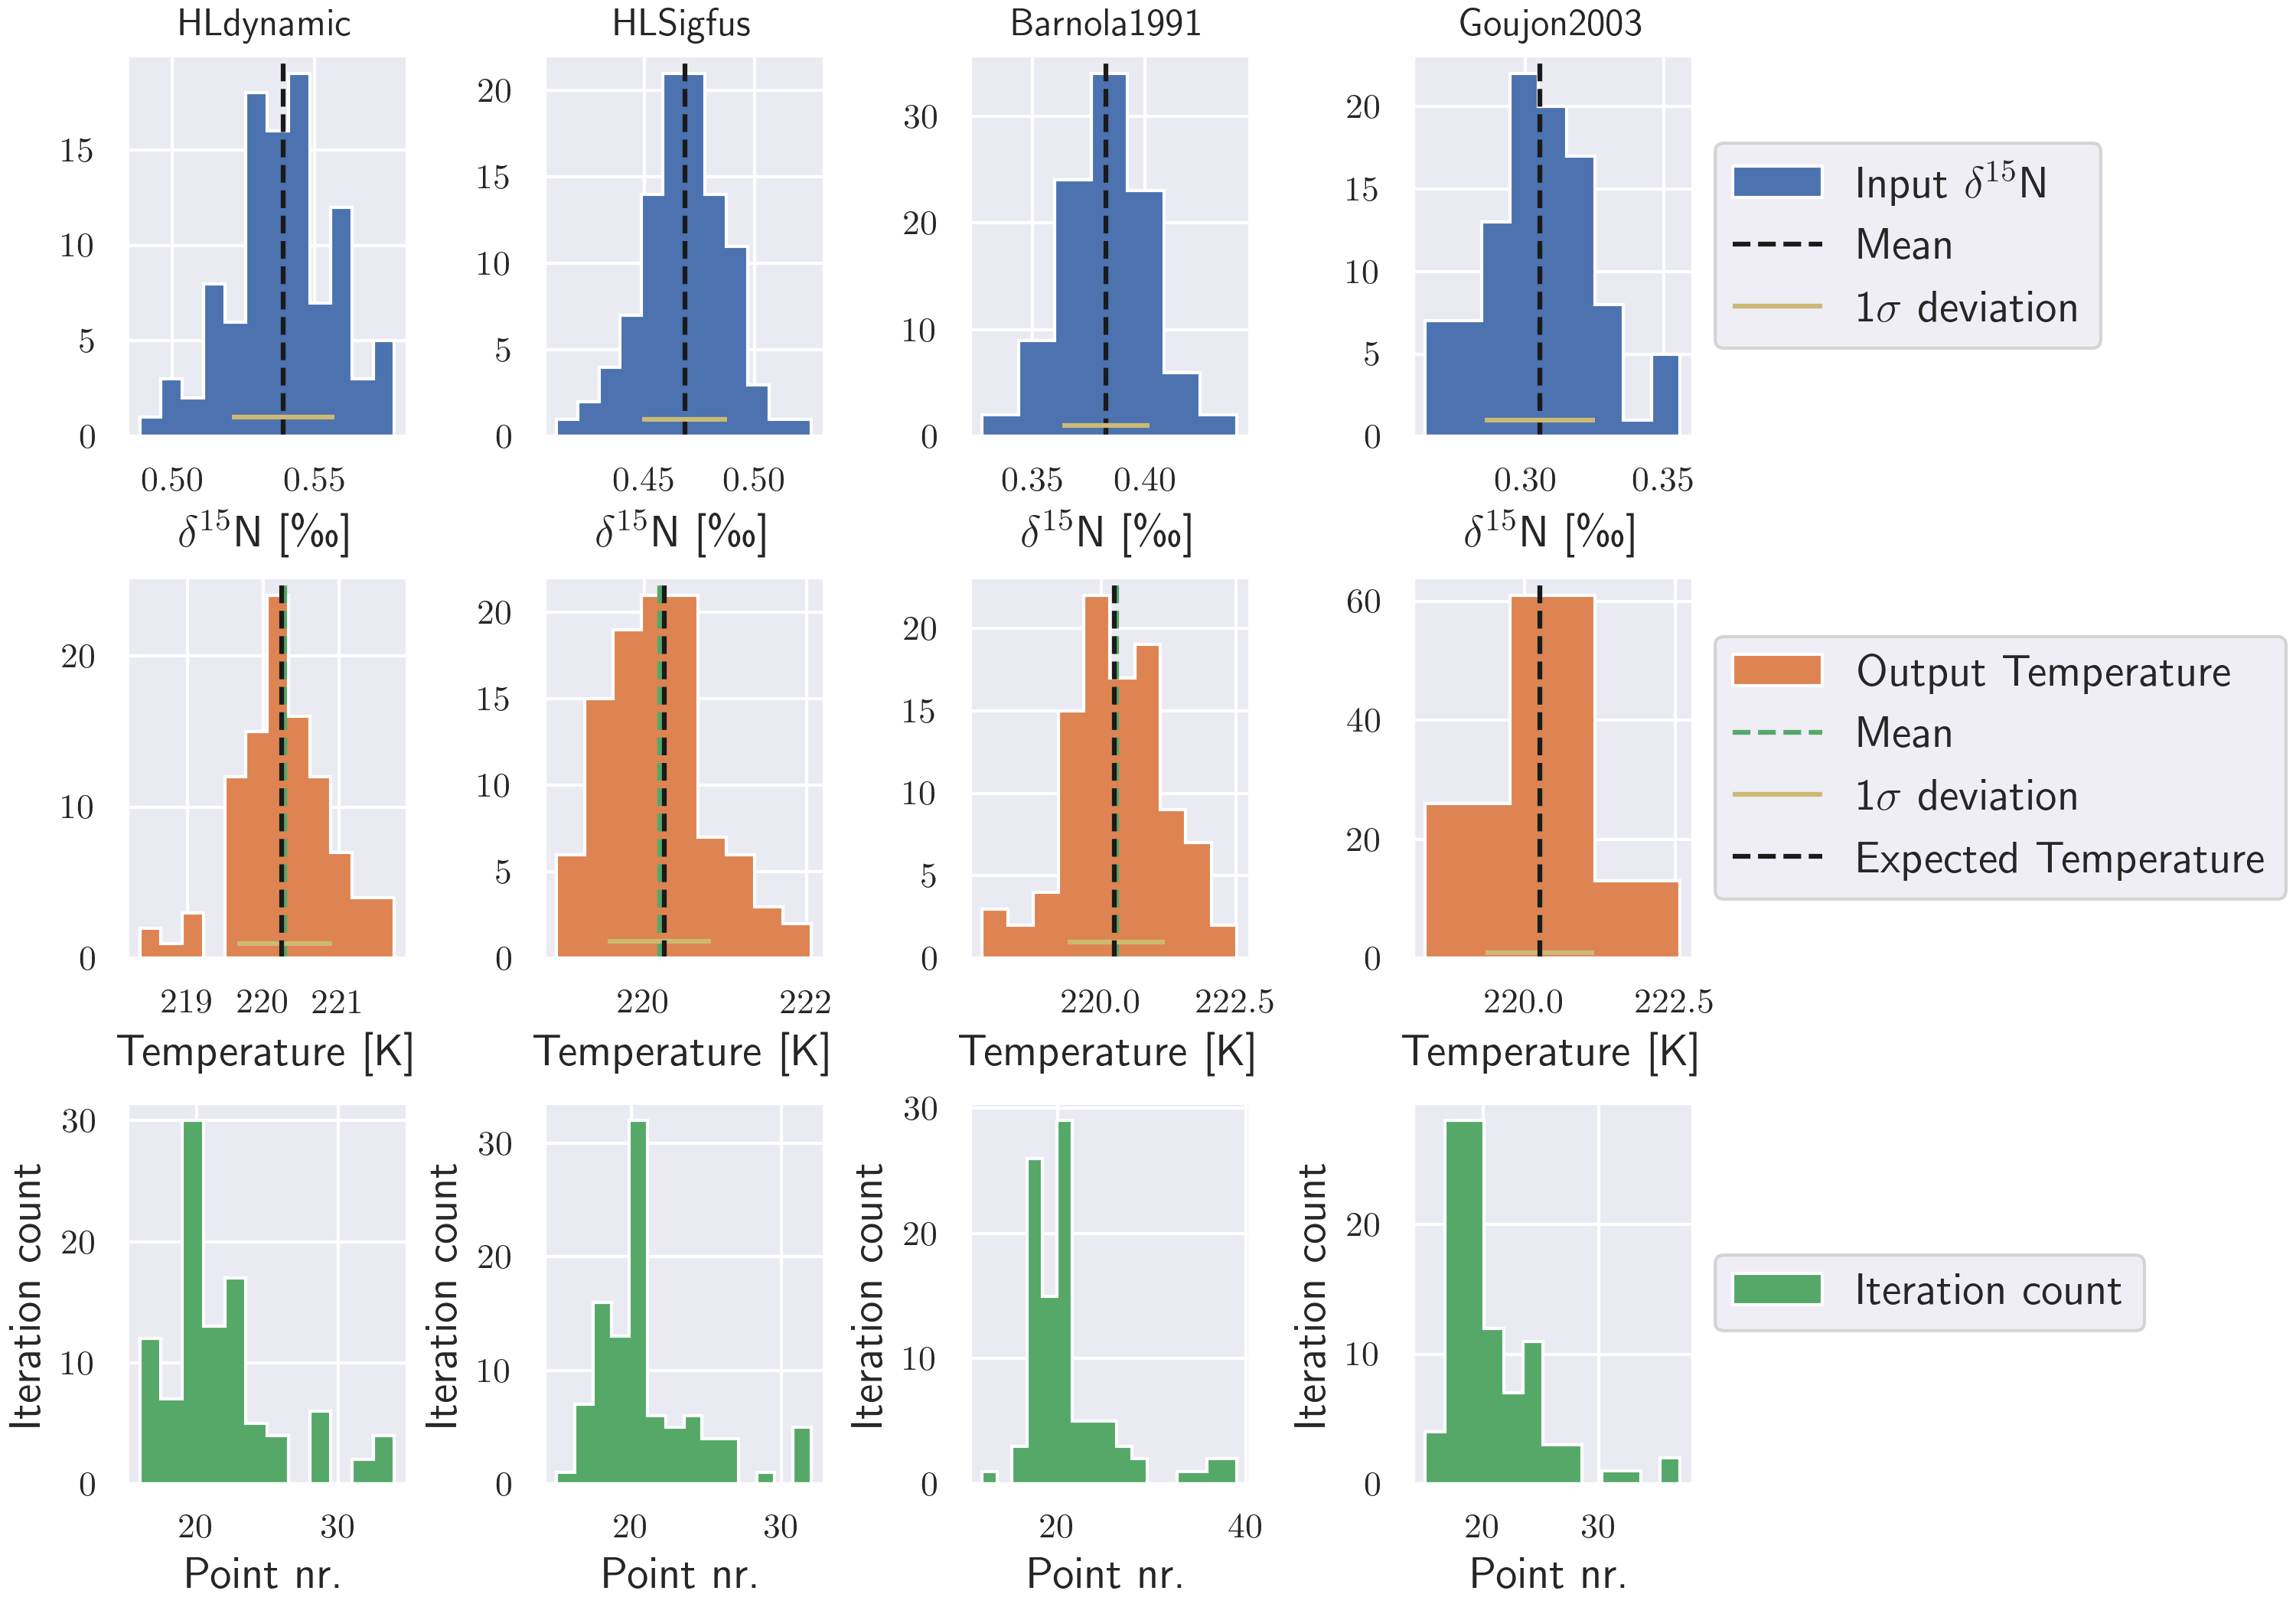 HLdynamic HLSigfus Barnola1991 Goujon2003
15
10
5
0
0.50 0.55
δ¹⁵N [‰]
20
15
10
5
0
0.45 0.50
δ¹⁵N [‰]
30
20
10
0
0.35 0.40
δ¹⁵N [‰]
20
15
10
5
0
0.30 0.35
δ¹⁵N [‰]
Input δ¹⁵N
Mean
1σ deviation
20
10
0
219 220 221
Temperature [K]
20
15
10
5
0
220 222
Temperature [K]
20
15
10
5
0
220.0 222.5
Temperature [K]
60
40
20
0
220.0 222.5
Temperature [K]
Output Temperature
Mean
1σ deviation
Expected Temperature
Iteration count
30
20
10
0
20 30
Point nr.
Iteration count
30
20
10
0
20 30
Point nr.
Iteration count
30
20
10
0
20 40
Point nr.
Iteration count
20
10
0
20 30
Point nr.
Iteration count